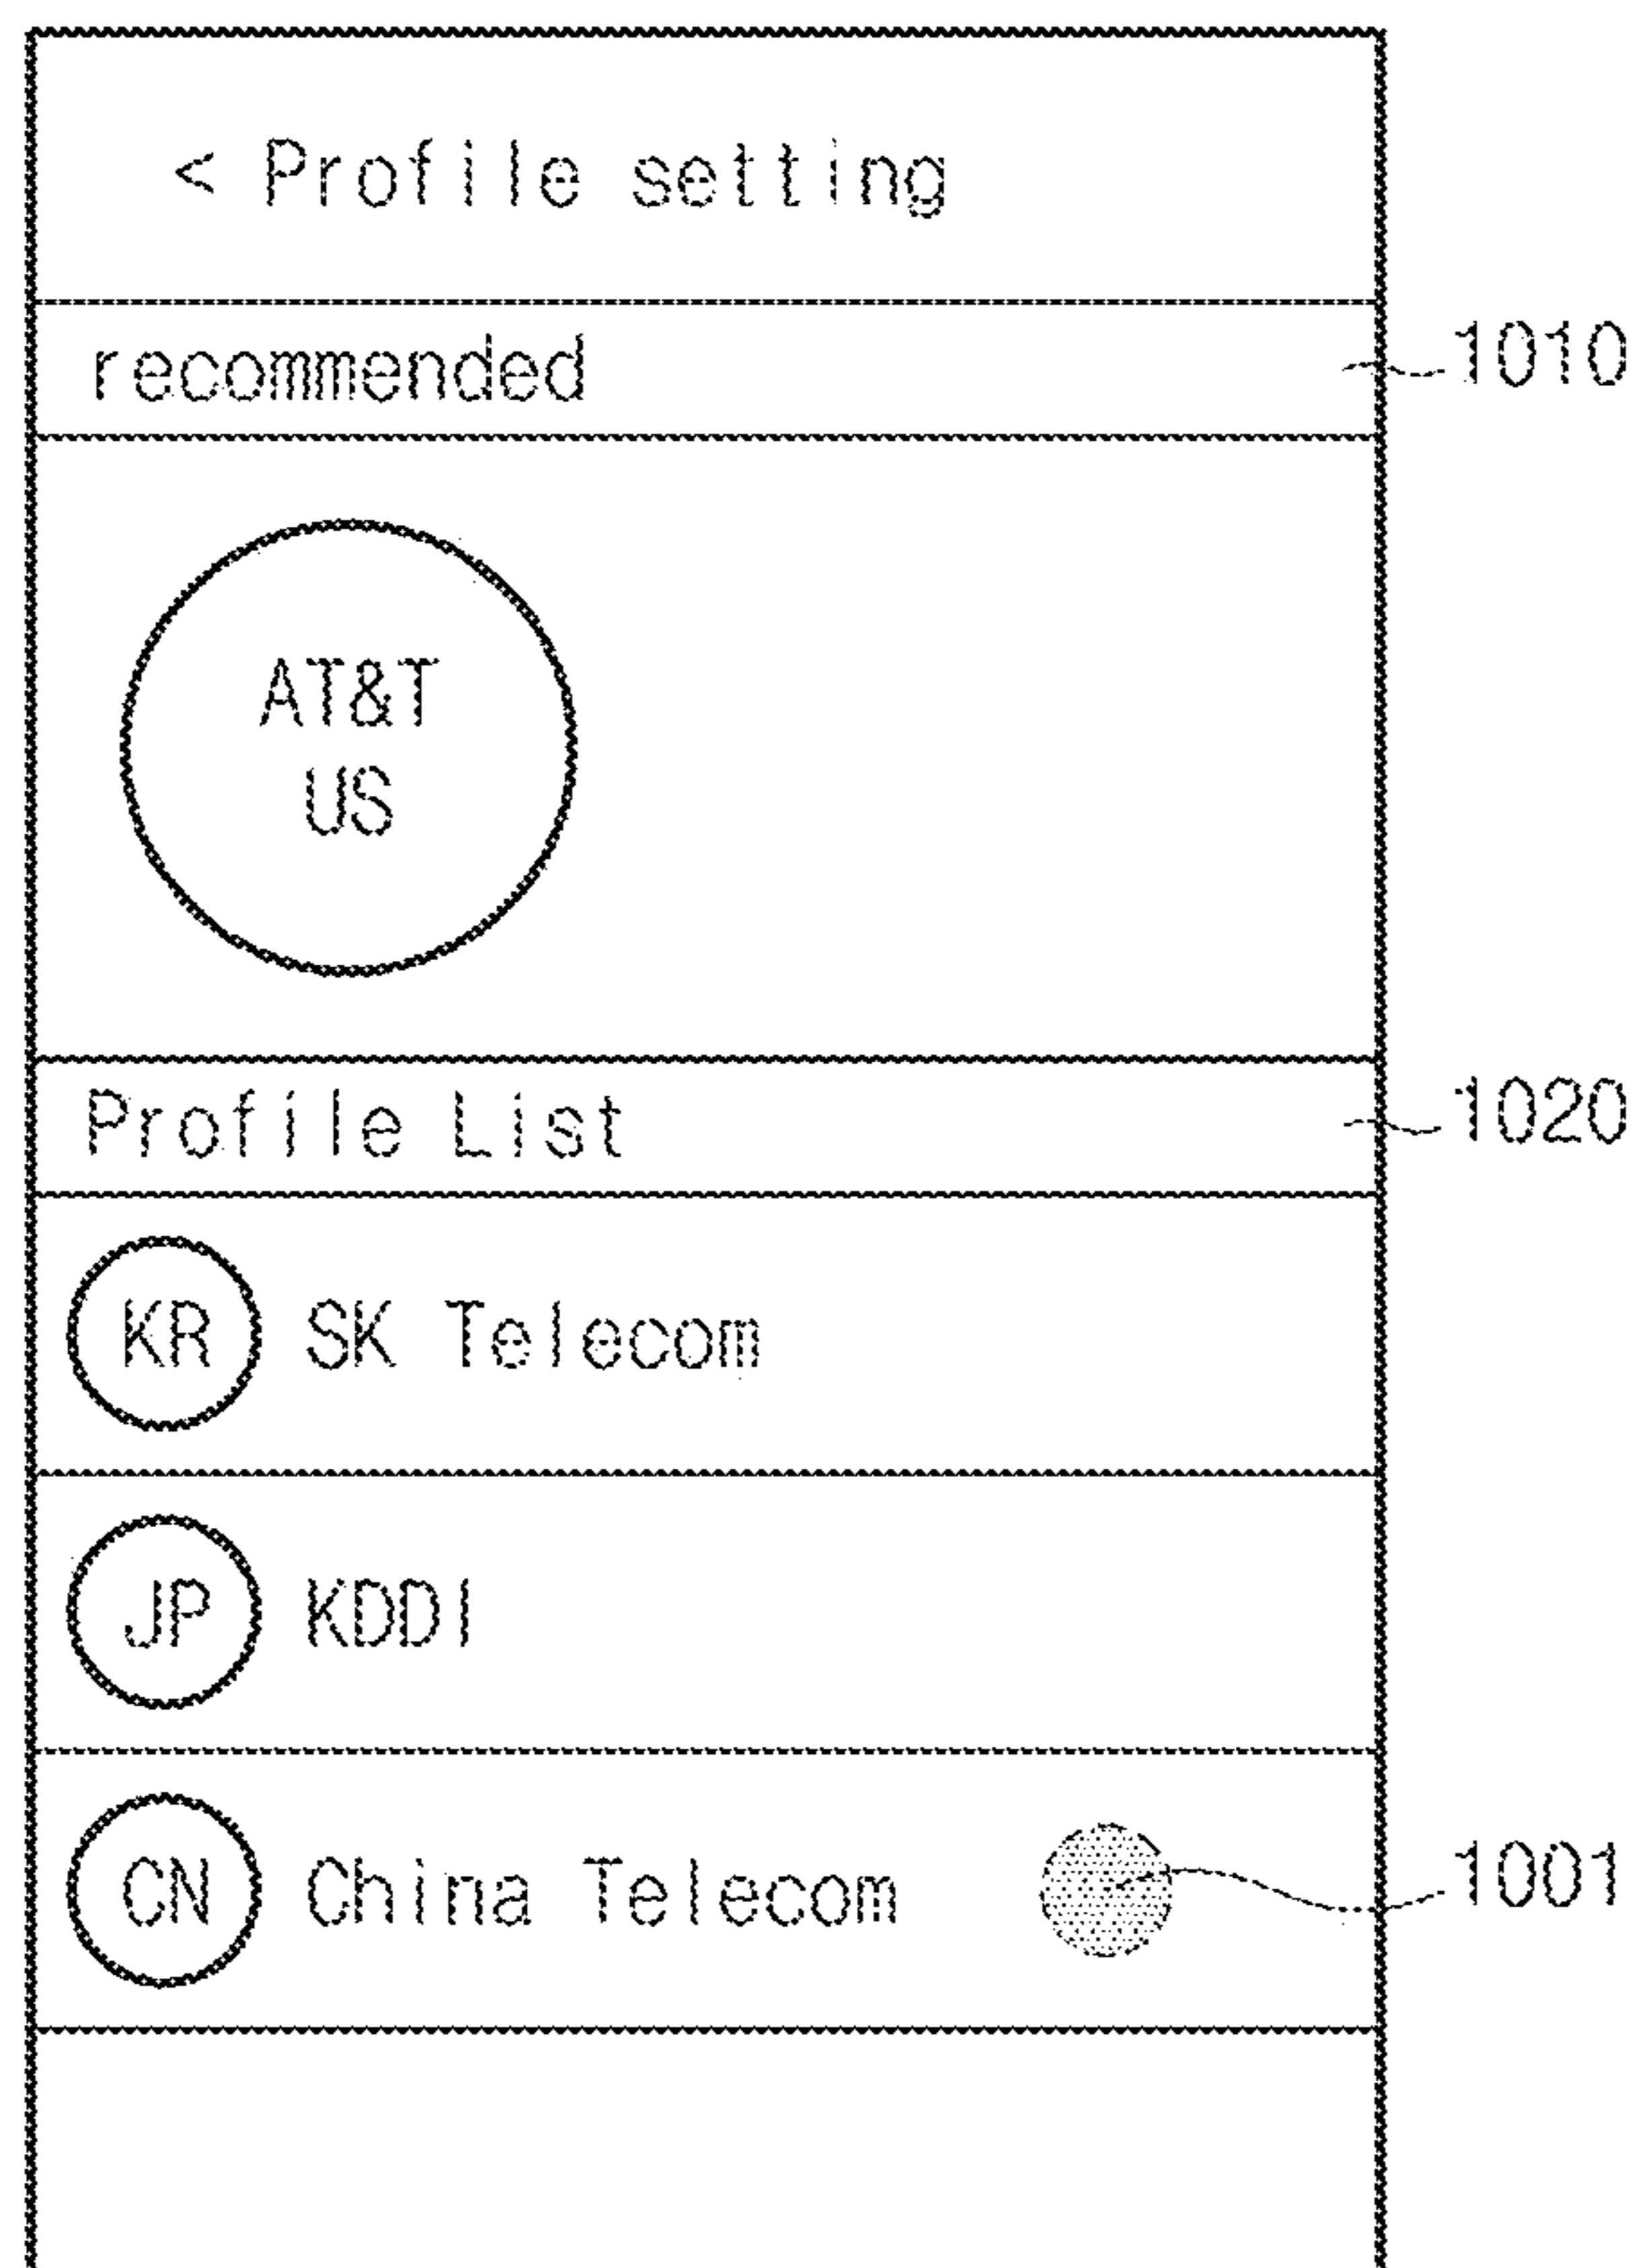 < Profile setting
recommended
1010
AT&T
US
Profile List
1020
KR SK Telecom
JP KDDI
CN China Telecom
1001